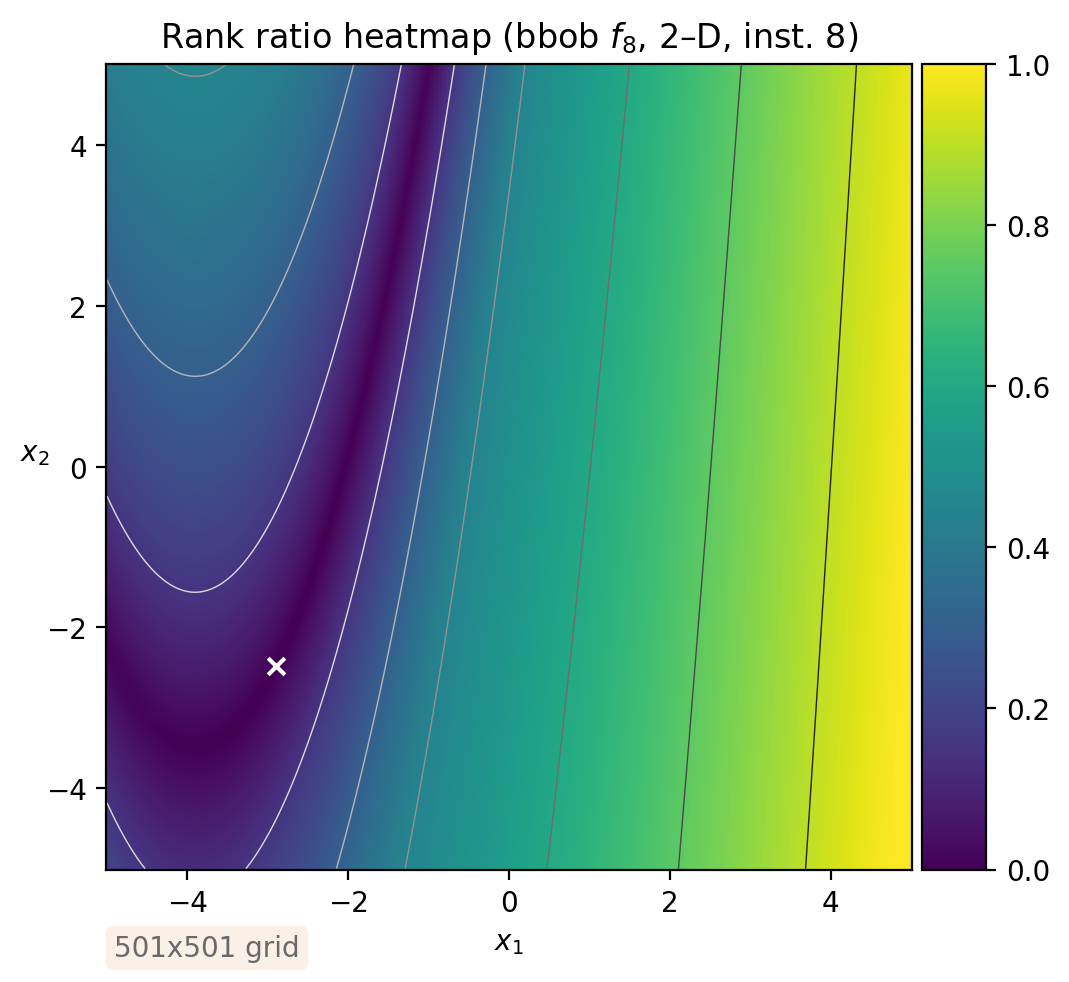 Rank ratio heatmap (bbob f₈, 2–D, inst. 8)
1.0
0.8
0.6
0.4
0.2
0.0
4
2
0
−2
−4
x₂
−4 −2 0 2 4
x₁
501x501 grid